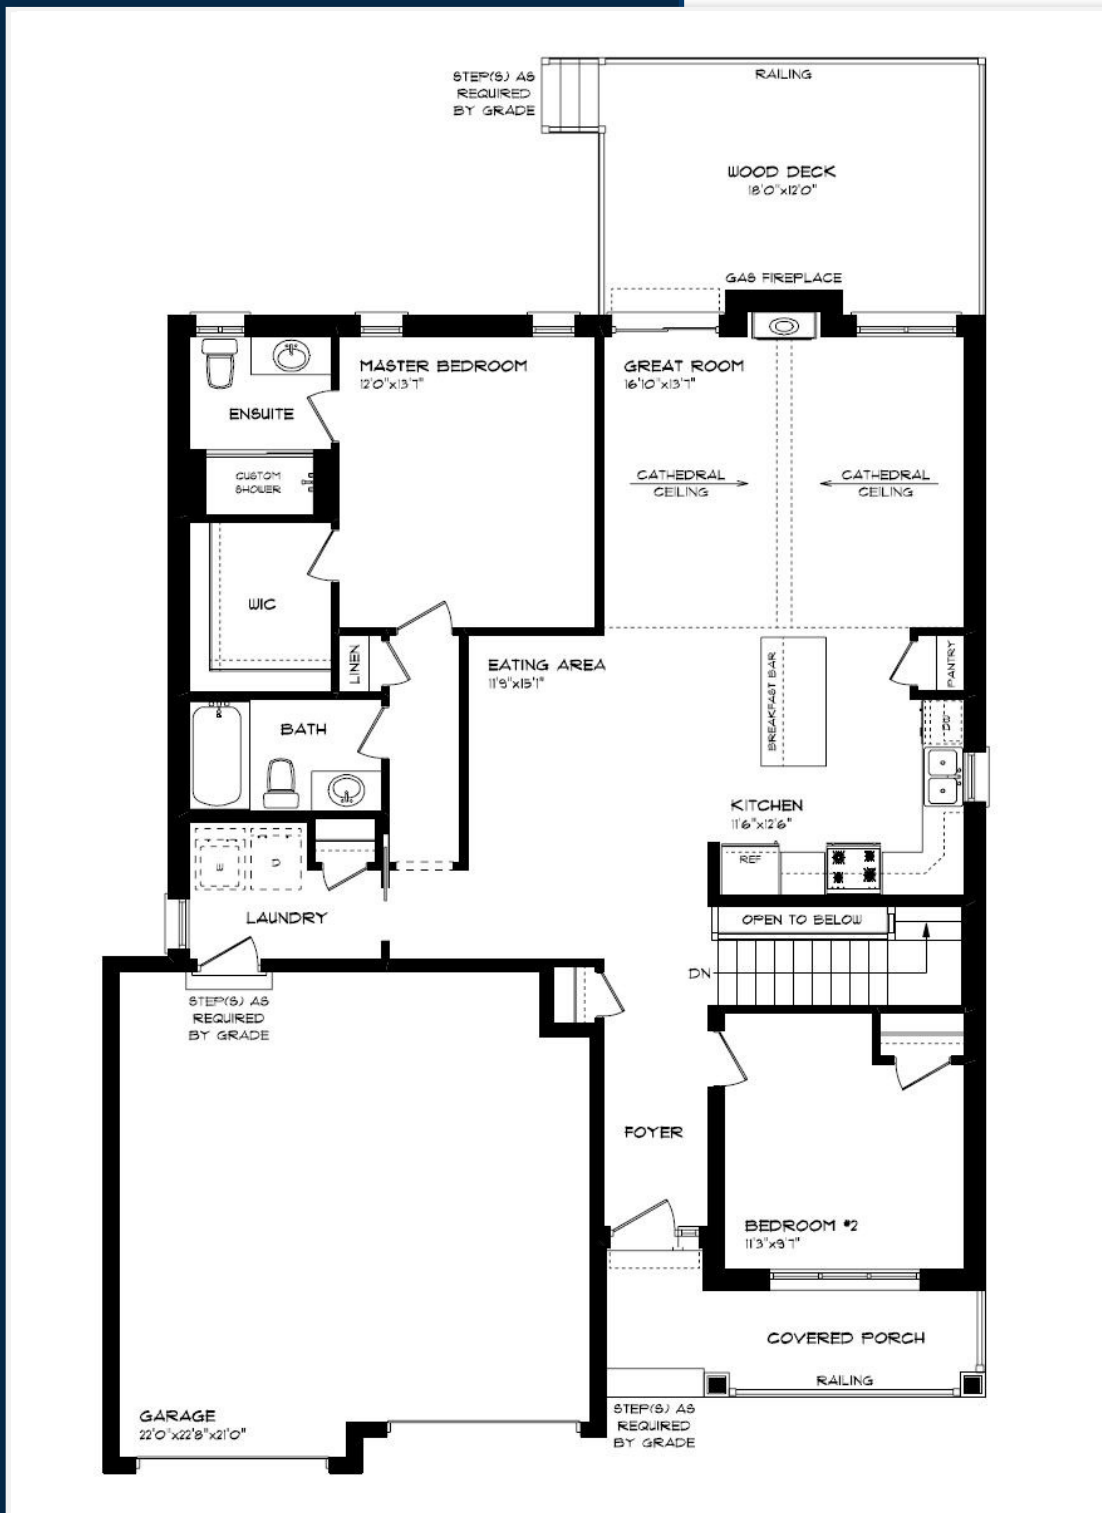 STEP(S) AS
REQUIRED
BY GRADE
RAILING
WOOD DECK
18'0"x12'0"
GAS FIREPLACE
MASTER BEDROOM
12'0"x13'7"
GREAT ROOM
16'10"x13'7"
ENSUITE
CUSTOM
SHOWER
CATHEDRAL
CEILING
CATHEDRAL
CEILING
WIC
LINEN
EATING AREA
11'9"x15'1"
BREAKFAST BAR
PANTRY
BATH
DW
KITCHEN
11'6"x12'6"
REF
LAUNDRY
OPEN TO BELOW
DN
STEP(S) AS
REQUIRED
BY GRADE
FOYER
BEDROOM #2
11'3"x9'7"
COVERED PORCH
RAILING
GARAGE
22'0"x22'8"x21'0"
STEP(S) AS
REQUIRED
BY GRADE